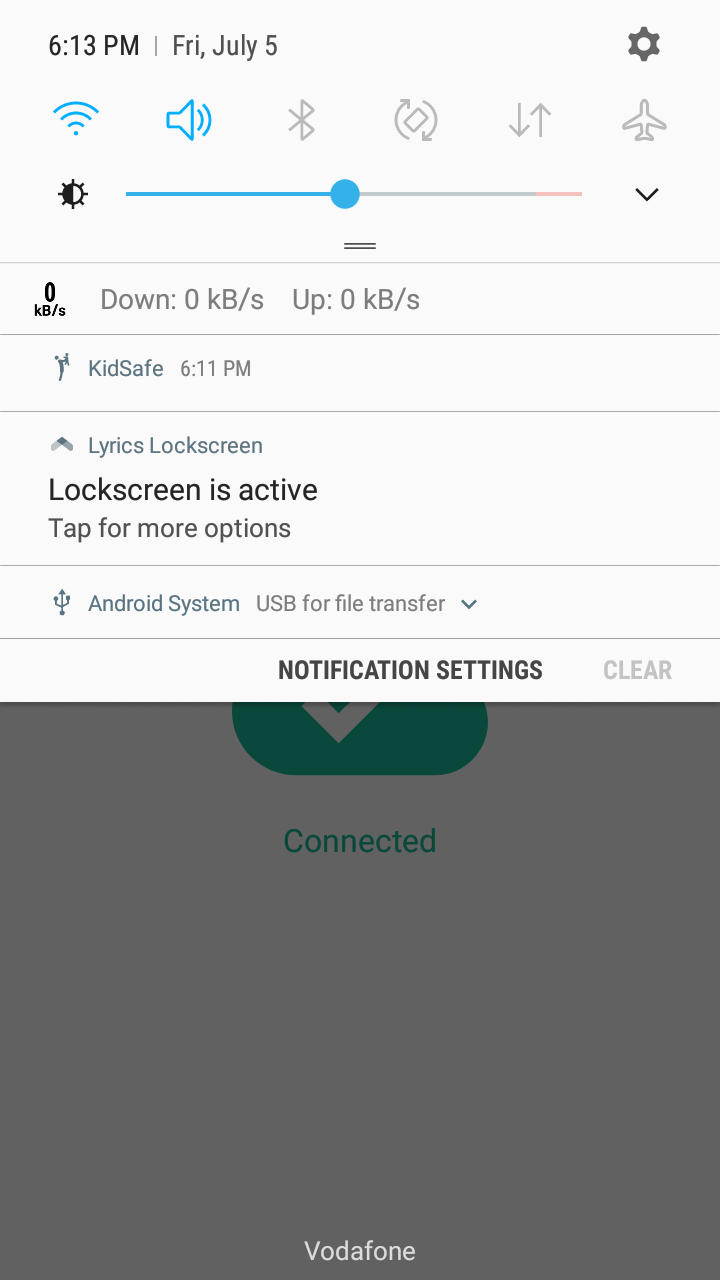 6:13 PM | Fri, July 5
0 kB/s Down: 0 kB/s Up: 0 kB/s
KidSafe 6:11 PM
Lyrics Lockscreen
Lockscreen is active
Tap for more options
Android System USB for file transfer
NOTIFICATION SETTINGS CLEAR
Connected
Vodafone